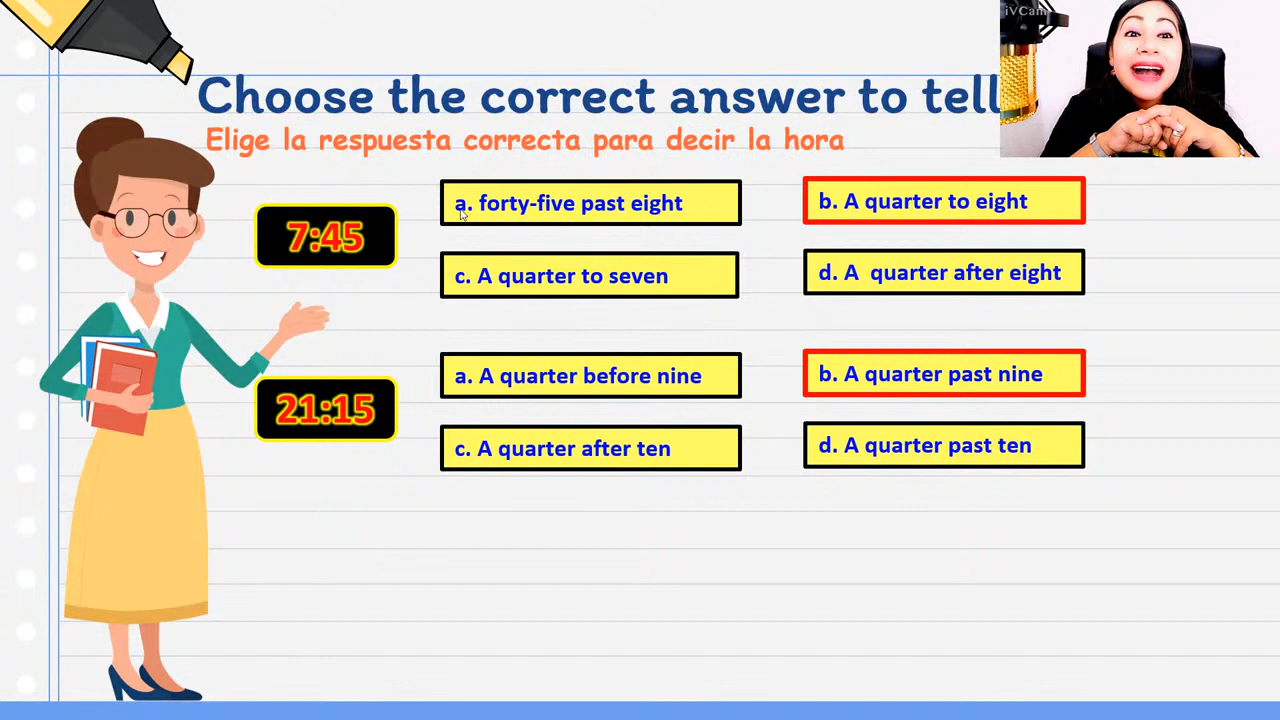 iVCam
Choose the correct answer to tell
Elige la respuesta correcta para decir la hora
7:45
a. forty-five past eight
b. A quarter to eight
c. A quarter to seven
d. A  quarter after eight
21:15
a. A quarter before nine
b. A quarter past nine
c. A quarter after ten
d. A quarter past ten